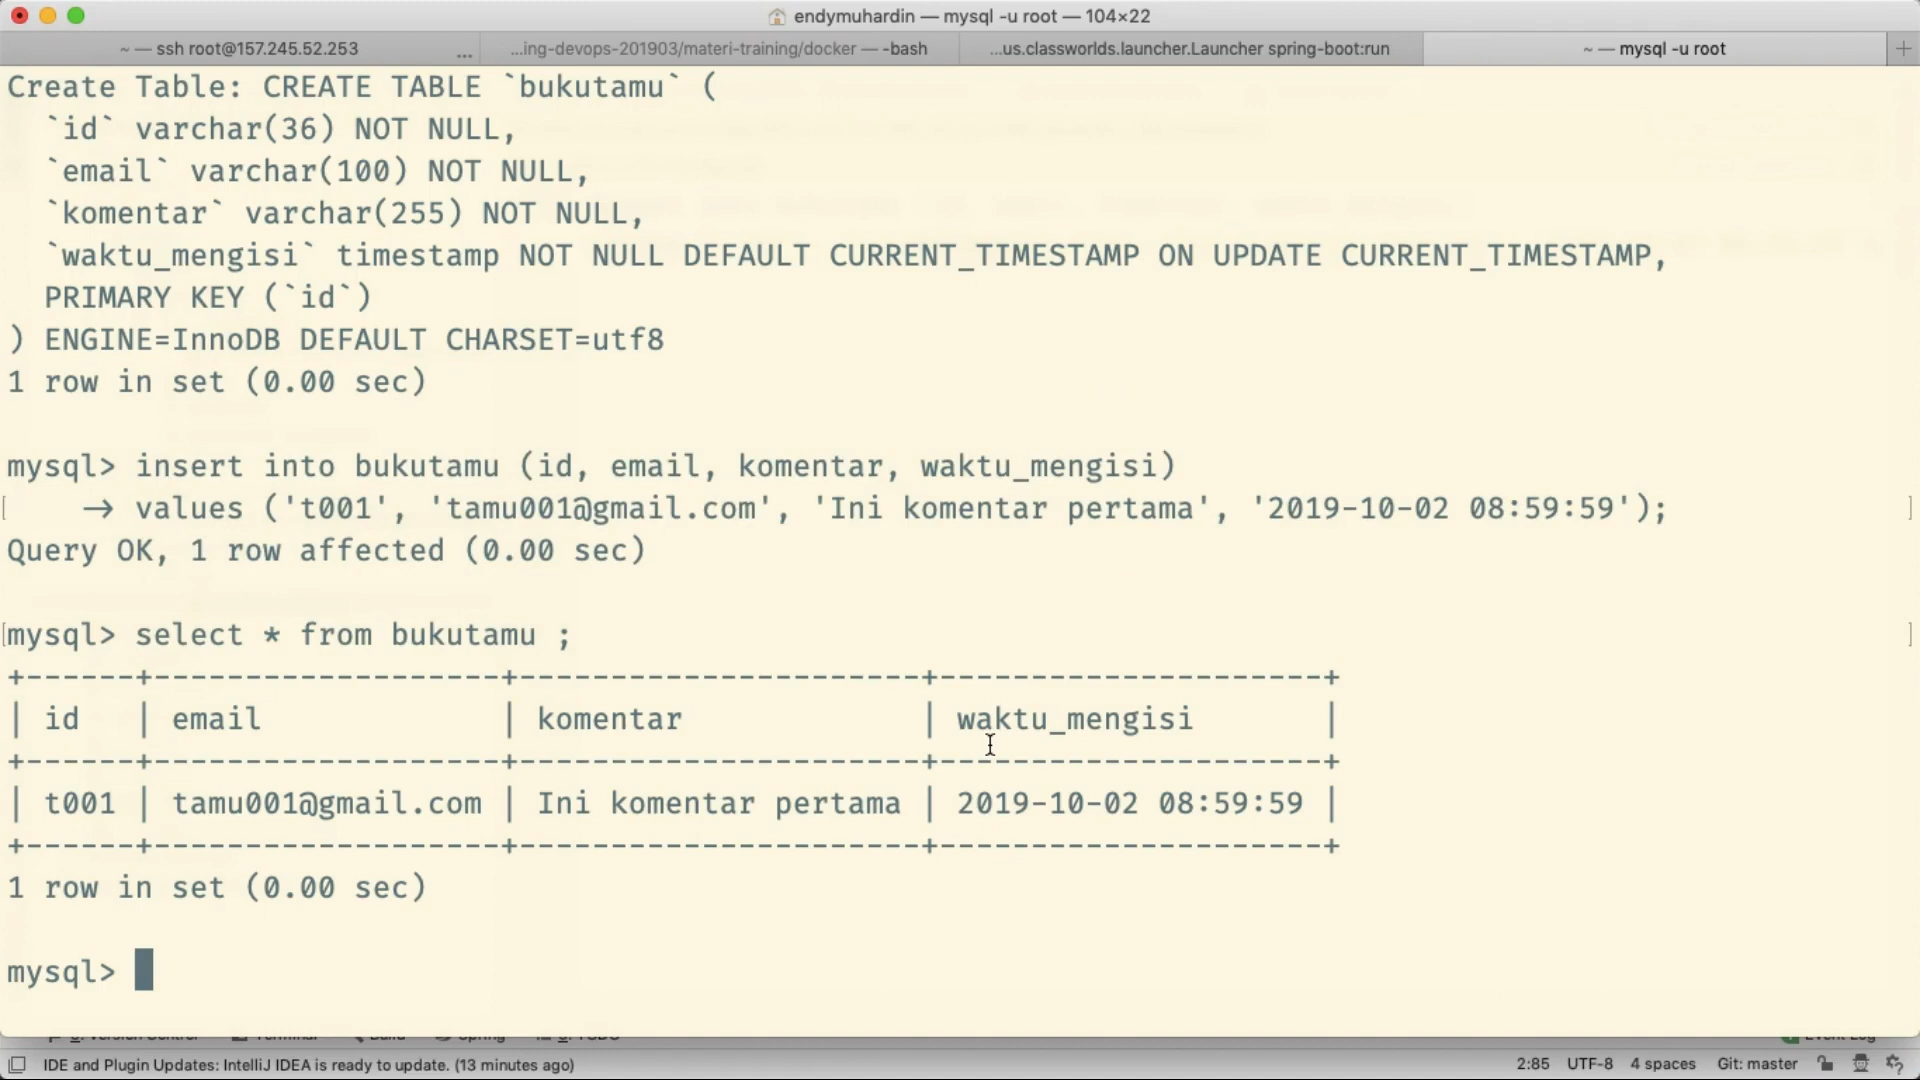 endymuhardin — mysql -u root — 104×22
~ — ssh root@157.245.52.253 ... ...ing-devops-201903/materi-training/docker — -bash ...us.classworlds.launcher.Launcher spring-boot:run ~ — mysql -u root +
Create Table: CREATE TABLE `bukutamu` (
  `id` varchar(36) NOT NULL,
  `email` varchar(100) NOT NULL,
  `komentar` varchar(255) NOT NULL,
  `waktu_mengisi` timestamp NOT NULL DEFAULT CURRENT_TIMESTAMP ON UPDATE CURRENT_TIMESTAMP,
  PRIMARY KEY (`id`)
) ENGINE=InnoDB DEFAULT CHARSET=utf8
1 row in set (0.00 sec)
mysql> insert into bukutamu (id, email, komentar, waktu_mengisi)
[    -> values ('t001', 'tamu001@gmail.com', 'Ini komentar pertama', '2019-10-02 08:59:59'); ]
Query OK, 1 row affected (0.00 sec)
[mysql> select * from bukutamu ; ]
+------+-------------------+----------------------+---------------------+
| id   | email             | komentar             | waktu_mengisi       |
+------+-------------------+----------------------+---------------------+
| t001 | tamu001@gmail.com | Ini komentar pertama | 2019-10-02 08:59:59 |
+------+-------------------+----------------------+---------------------+
1 row in set (0.00 sec)
mysql>
IDE and Plugin Updates: IntelliJ IDEA is ready to update. (13 minutes ago) 2:85 UTF-8 4 spaces Git: master